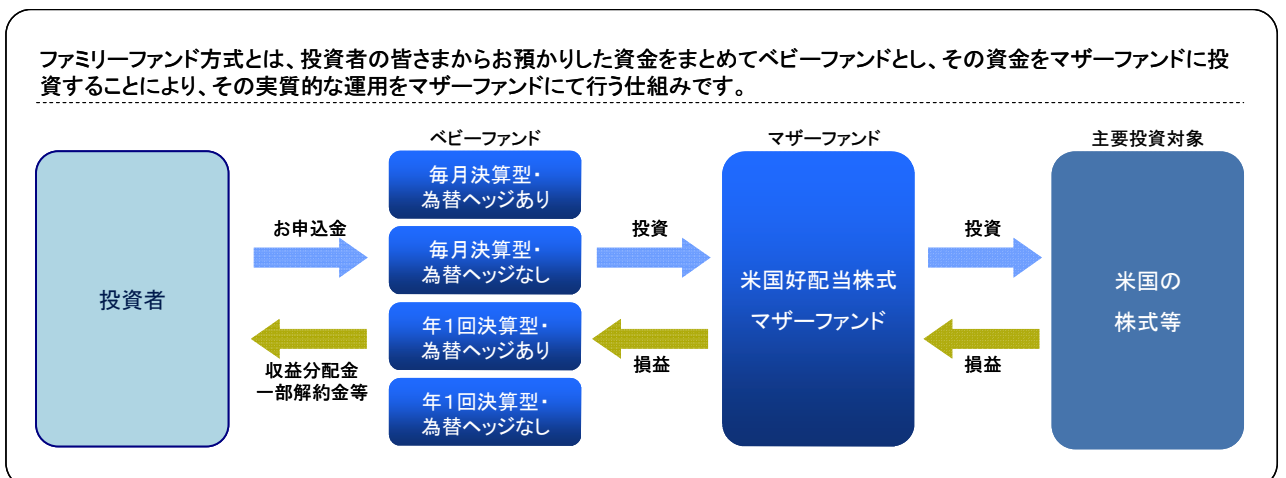 ファミリーファンド方式とは、投資者の皆さまからお預かりした資金をまとめてベビーファンドとし、その資金をマザーファンドに投
資することにより、その実質的な運用をマザーファンドにて行う仕組みです。
ベビーファンド
マザーファンド
主要投資対象
投資者
お申込金
収益分配金
一部解約金等
毎月決算型・
為替ヘッジあり
毎月決算型・
為替ヘッジなし
年1回決算型・
為替ヘッジあり
年1回決算型・
為替ヘッジなし
投資
損益
米国好配当株式
マザーファンド
投資
損益
米国の
株式等